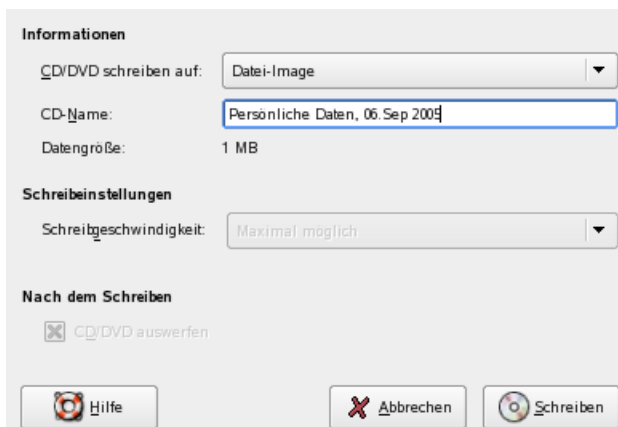 Informationen
CD/DVD schreiben auf: Datei-Image
CD-Name: Persönliche Daten, 06.Sep 2005
Datengröße: 1 MB
Schreibeinstellungen
Schreibgeschwindigkeit: Maximal möglich
Nach dem Schreiben
CD/DVD auswerfen
Hilfe Abbrechen Schreiben